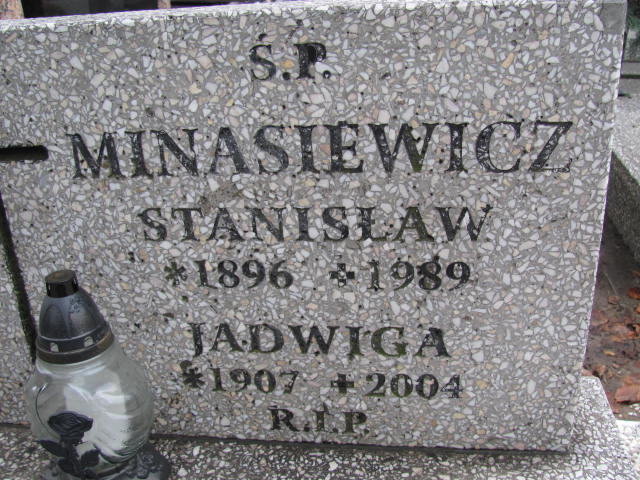 Ś.P.
MINASIEWICZ
STANISŁAW
*1896 +1989
JADWIGA
*1907 +2004
R.I.P.